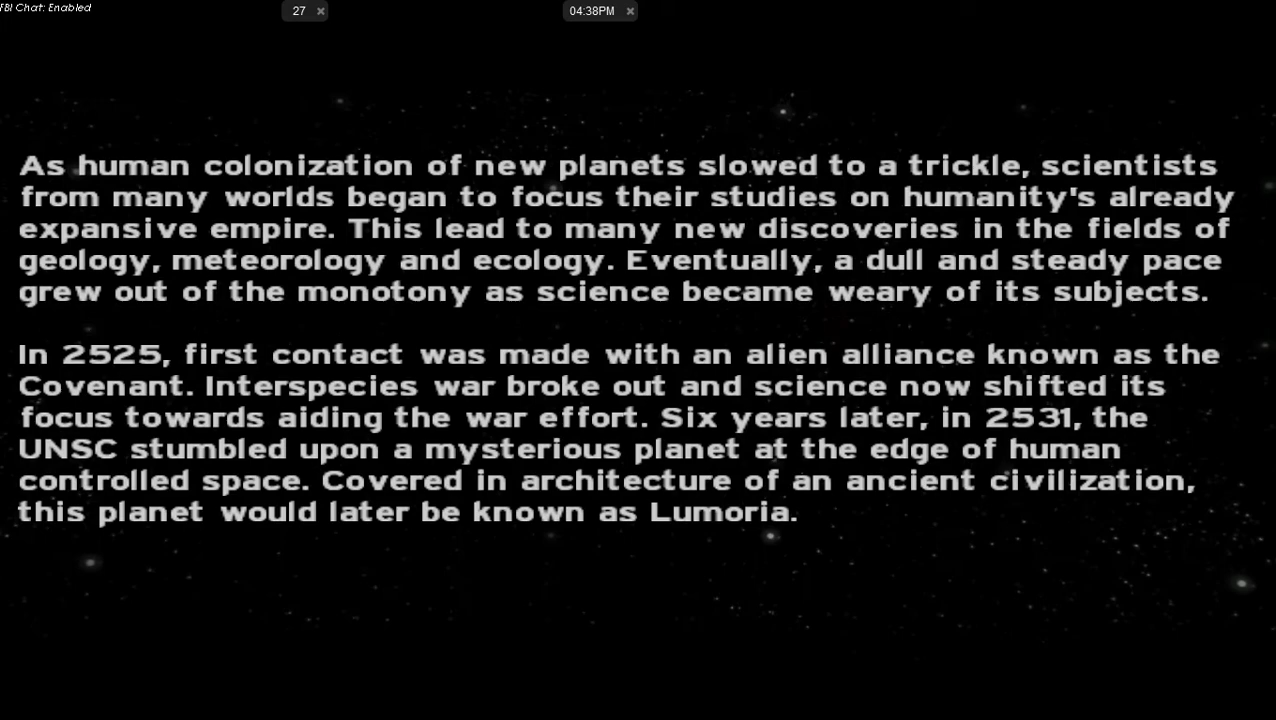 FBI Chat: Enabled
27 ×
04:38PM ×
As human colonization of new planets slowed to a trickle, scientists
from many worlds began to focus their studies on humanity's already
expansive empire. This lead to many new discoveries in the fields of
geology, meteorology and ecology. Eventually, a dull and steady pace
grew out of the monotony as science became weary of its subjects.
In 2525, first contact was made with an alien alliance known as the
Covenant. Interspecies war broke out and science now shifted its
focus towards aiding the war effort. Six years later, in 2531, the
UNSC stumbled upon a mysterious planet at the edge of human
controlled space. Covered in architecture of an ancient civilization,
this planet would later be known as Lumoria.